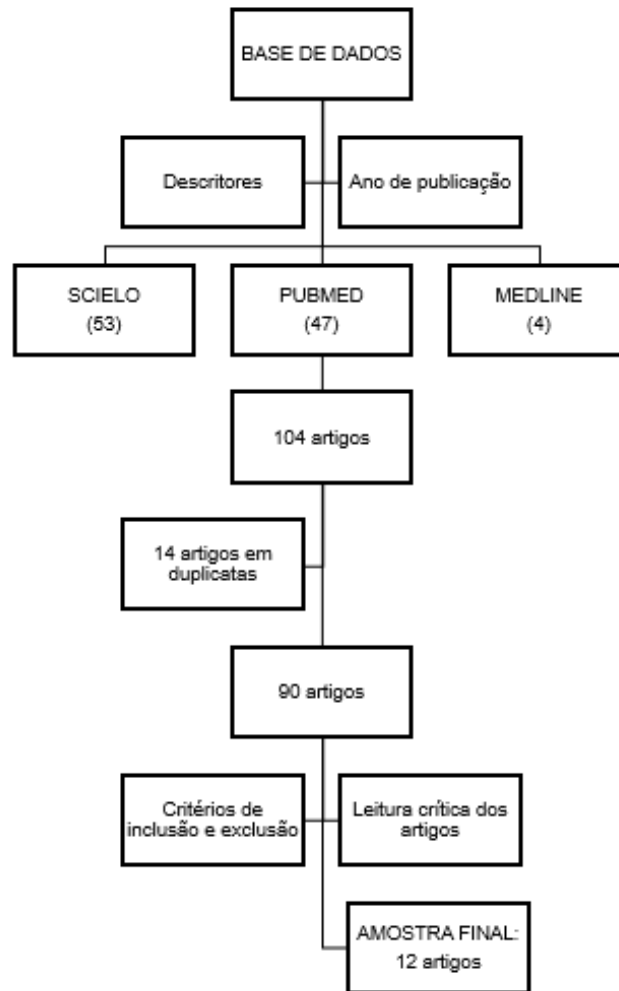 BASE DE DADOS
Descritores
Ano de publicação
SCIELO
(53)
PUBMED
(47)
MEDLINE
(4)
104 artigos
14 artigos em
duplicatas
90 artigos
Critérios de
inclusão e exclusão
Leitura crítica dos
artigos
AMOSTRA FINAL:
12 artigos